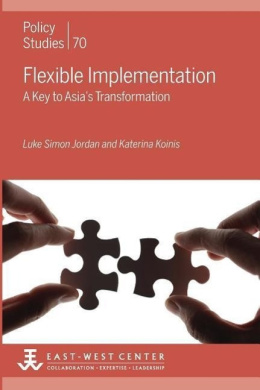 Policy
Studies | 70
Flexible Implementation
A Key to Asia's Transformation
Luke Simon Jordan and Katerina Koinis
EAST-WEST CENTER
COLLABORATION • EXPERTISE • LEADERSHIP